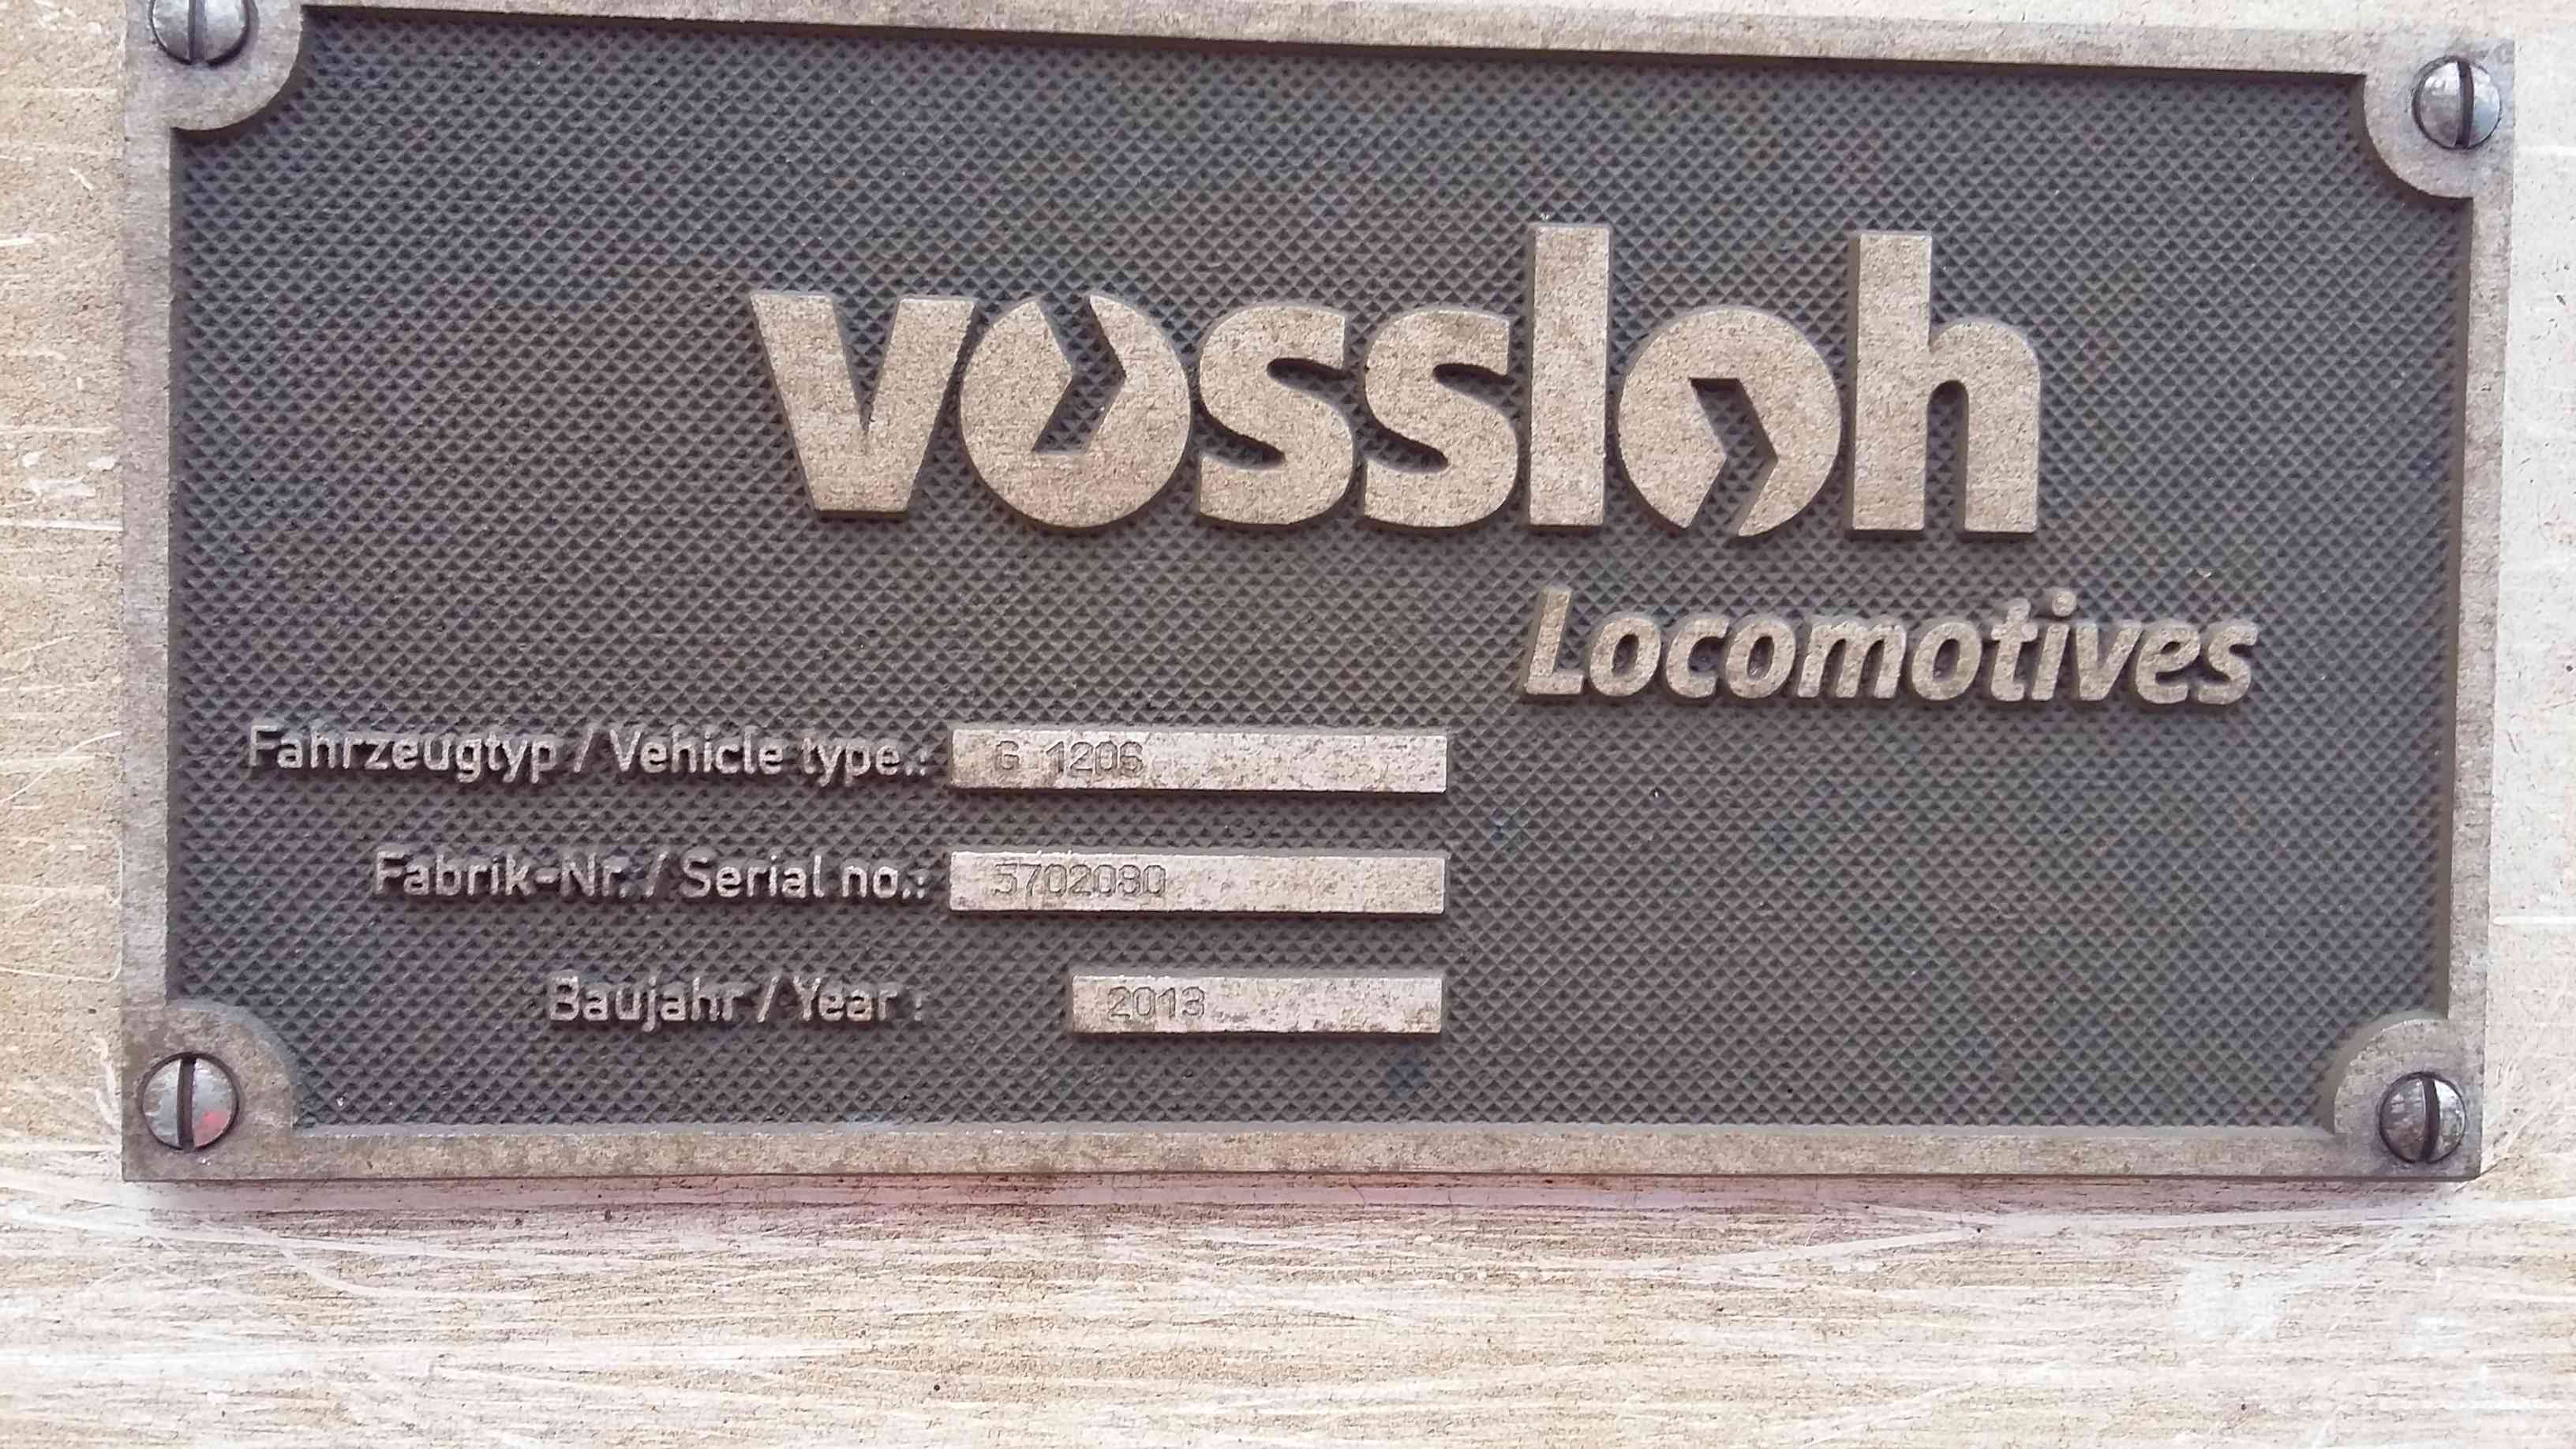 vossloh
Locomotives
Fahrzeugtyp / Vehicle type.: G 1206
Fabrik-Nr. / Serial no.: 5702080
Baujahr / Year : 2013